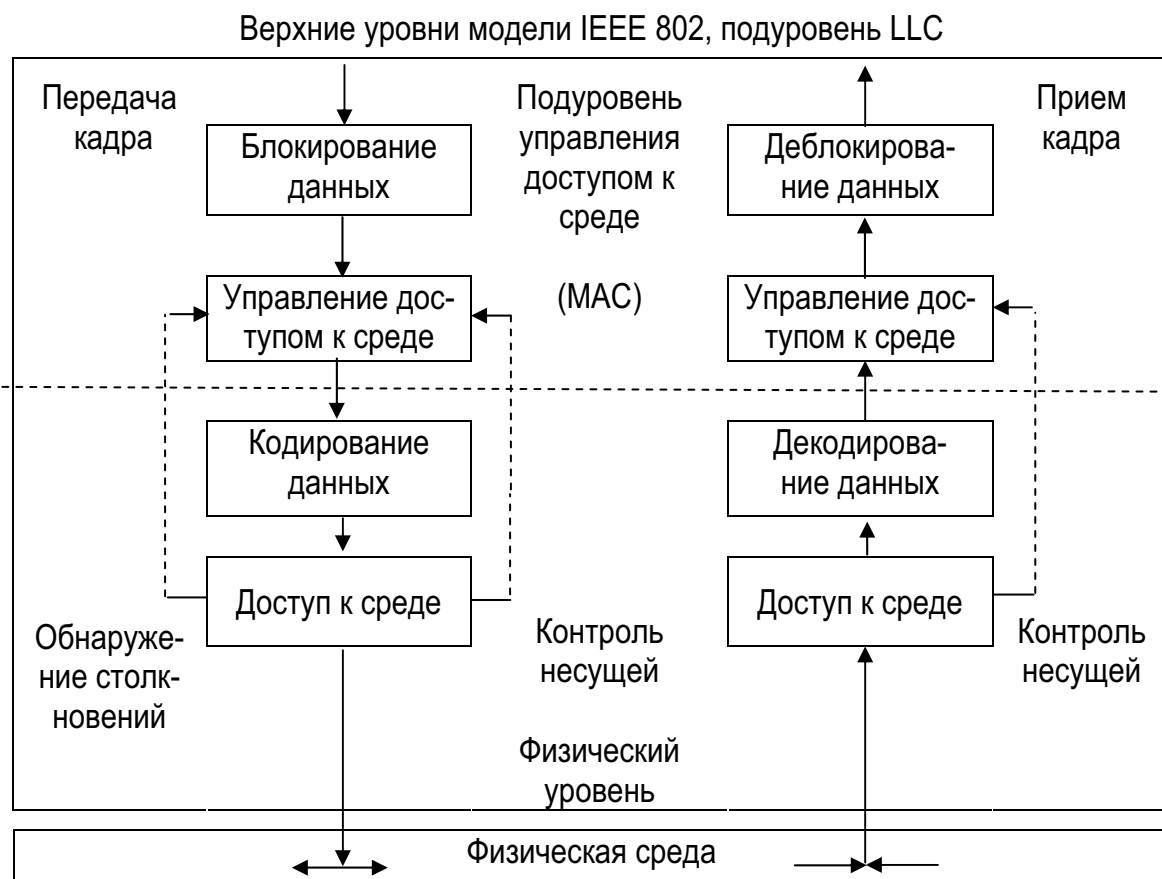 Верхние уровни модели IEEE 802, подуровень LLC
Передача
кадра
Блокирование
данных
Подуровень
управления
доступом к
среде
(MAC)
Деблокирова-
ние данных
Прием
кадра
Управление дос-
тупом к среде
Управление дос-
тупом к среде
Кодирование
данных
Декодирова-
ние данных
Доступ к среде
Доступ к среде
Обнаруже-
ние столк-
новений
Контроль
несущей
Контроль
несущей
Физический
уровень
Физическая среда